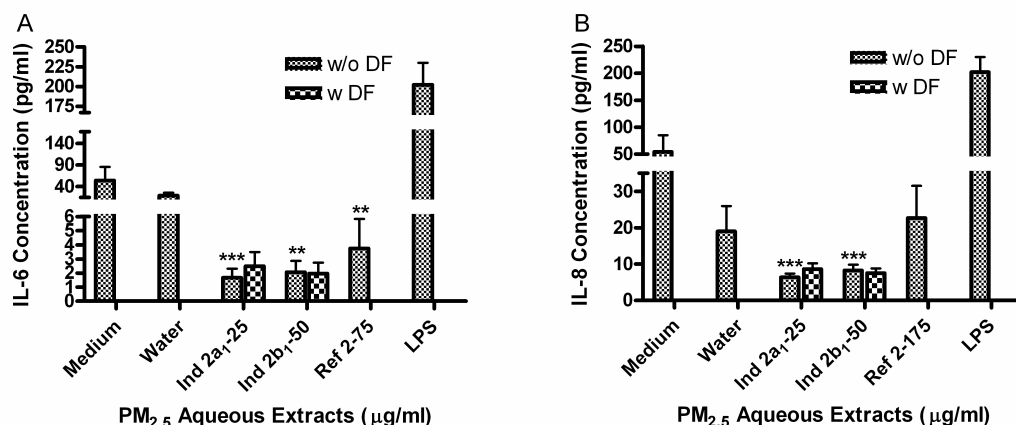 A
IL-6 Concentration (pg/ml)
250
225
200
175
140
90
40
6
5
4
3
2
1
0
w/o DF
w DF
***
**
**
Medium
Water
Ind 2a₁-25
Ind 2b₁-50
Ref 2-75
LPS
PM₂.₅ Aqueous Extracts (μg/ml)
B
IL-8 Concentration (pg/ml)
250
200
150
100
50
30
20
10
0
w/o DF
w DF
***
***
Medium
Water
Ind 2a₁-25
Ind 2b₁-50
Ref 2-175
LPS
PM₂.₅ Aqueous Extracts (μg/ml)